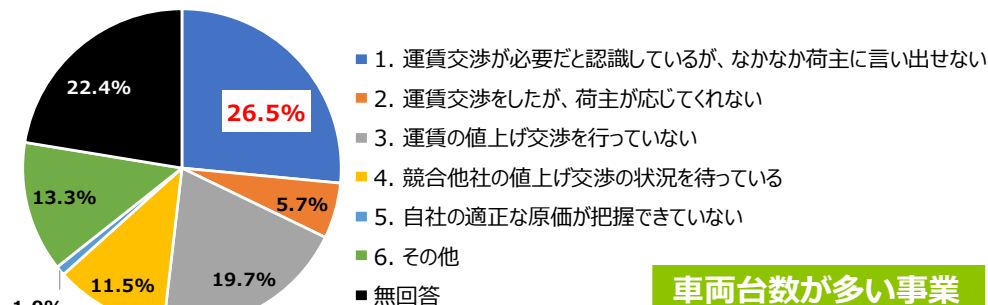 22.4%
26.5%
13.3%
5.7%
11.5%
19.7%
1. 運賃交渉が必要だと認識しているが、なかなか荷主に言い出せない
2. 運賃交渉をしたが、荷主が応じてくれない
3. 運賃の値上げ交渉を行っていない
4. 競合他社の値上げ交渉の状況を待っている
5. 自社の適正な原価が把握できていない
6. その他
無回答
車両台数が多い事業